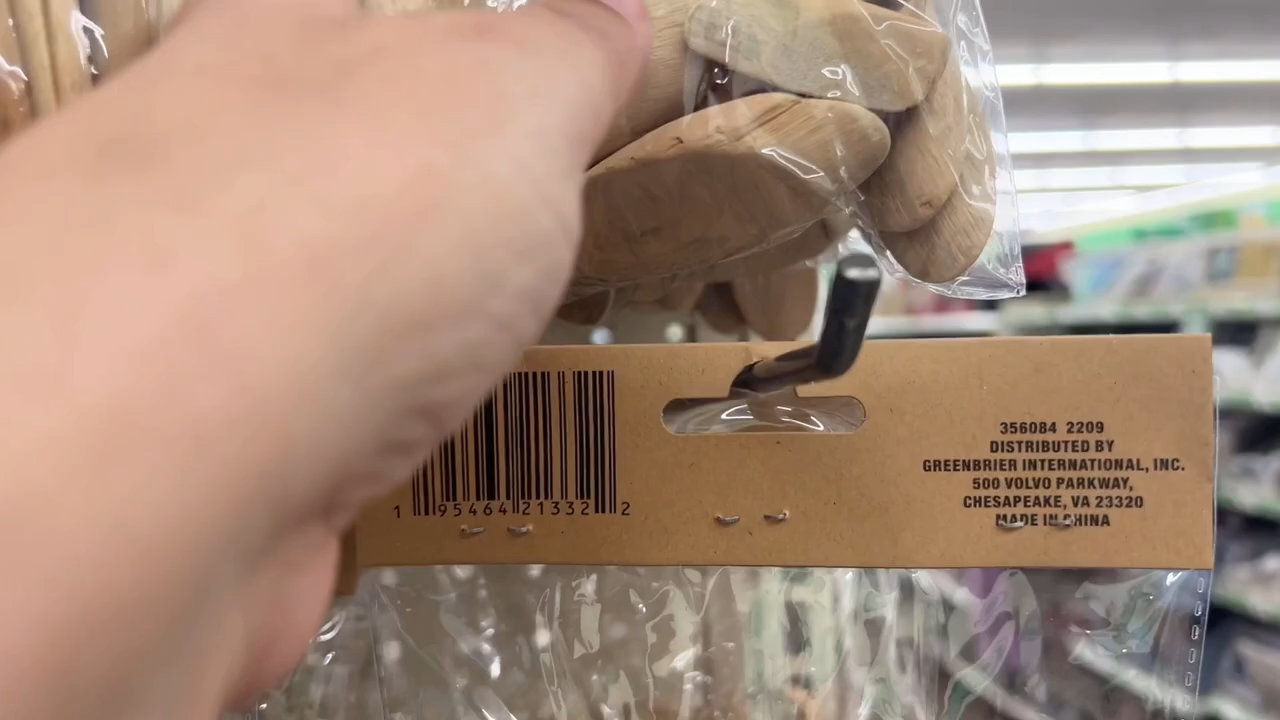 1 95464 21332 2
356084 2209
DISTRIBUTED BY
GREENBRIER INTERNATIONAL, INC.
500 VOLVO PARKWAY,
CHESAPEAKE, VA 23320
MADE IN CHINA